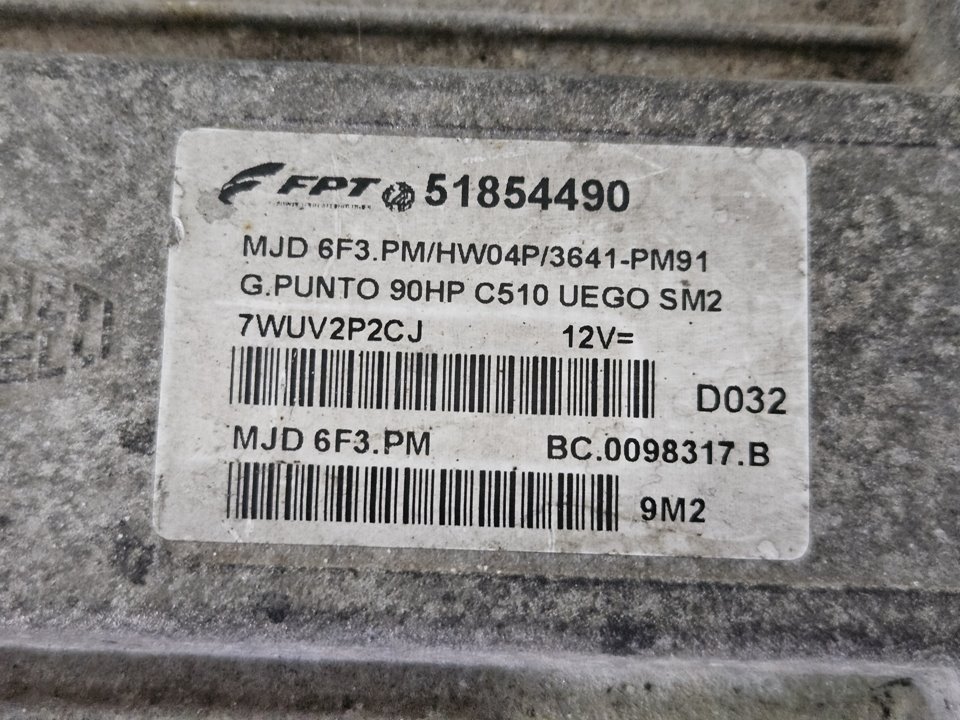 FPT 51854490
MJD 6F3.PM/HW04P/3641-PM91
G.PUNTO 90HP C510 UEGO SM2
7WUV2P2CJ 12V=
D032
MJD 6F3.PM BC.0098317.B
9M2